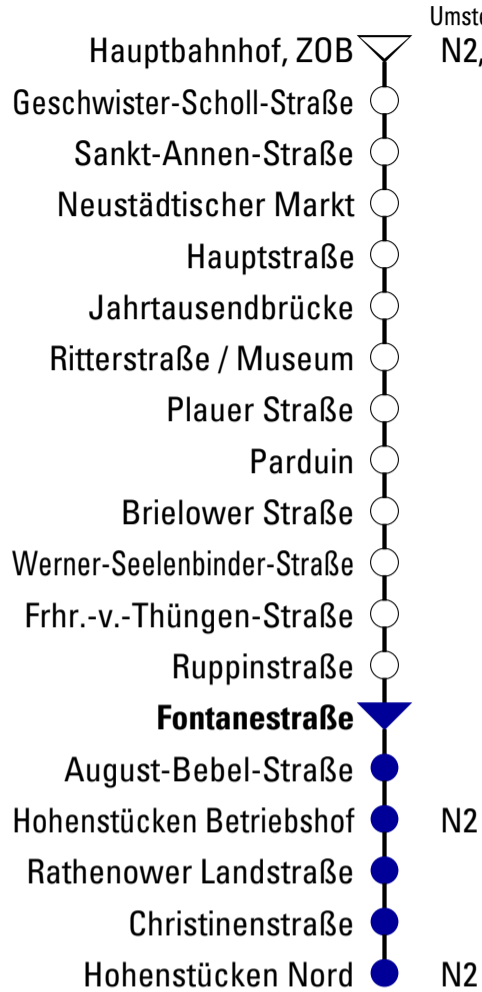 Hauptbahnhof, ZOB N2,
Geschwister-Scholl-Straße
Sankt-Annen-Straße
Neustädtischer Markt
Hauptstraße
Jahrtausendbrücke
Ritterstraße / Museum
Plauer Straße
Parduin
Brielower Straße
Werner-Seelenbinder-Straße
Frhr.-v.-Thüngen-Straße
Ruppinstraße
Fontanestraße
August-Bebel-Straße
Hohenstücken Betriebshof N2
Rathenower Landstraße
Christinenstraße
Hohenstücken Nord N2